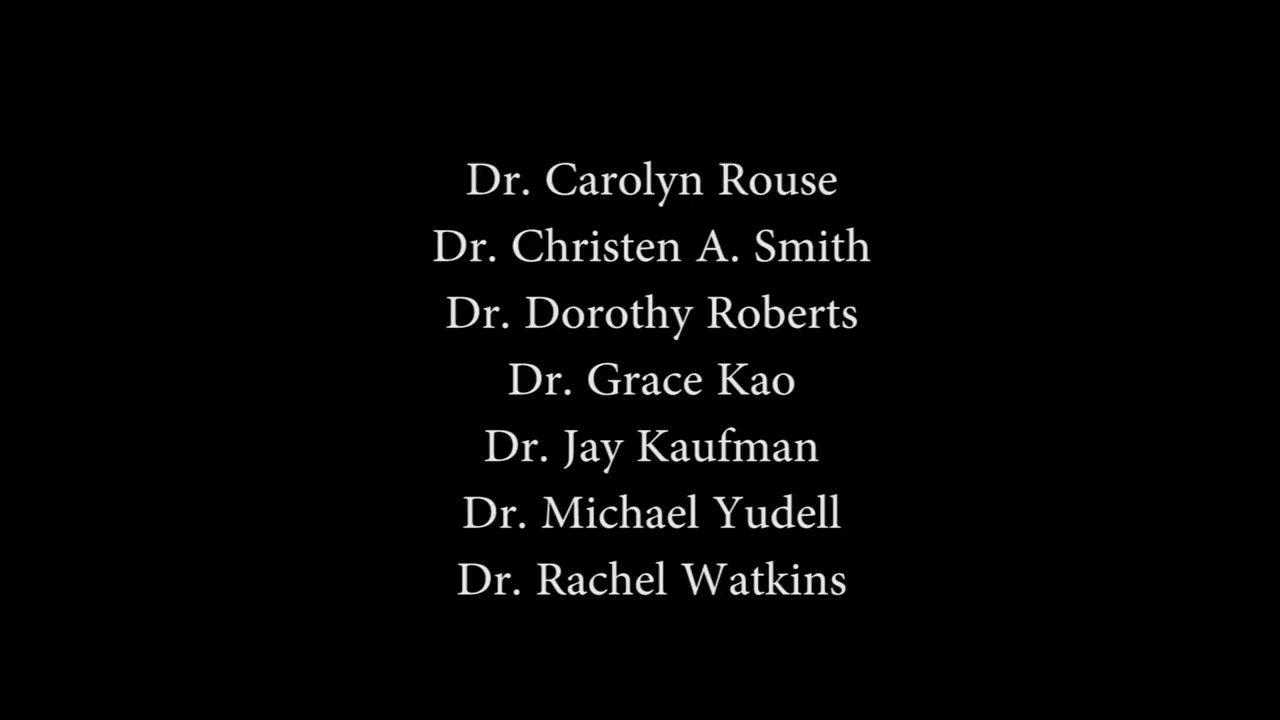 Dr. Carolyn Rouse
Dr. Christen A. Smith
Dr. Dorothy Roberts
Dr. Grace Kao
Dr. Jay Kaufman
Dr. Michael Yudell
Dr. Rachel Watkins